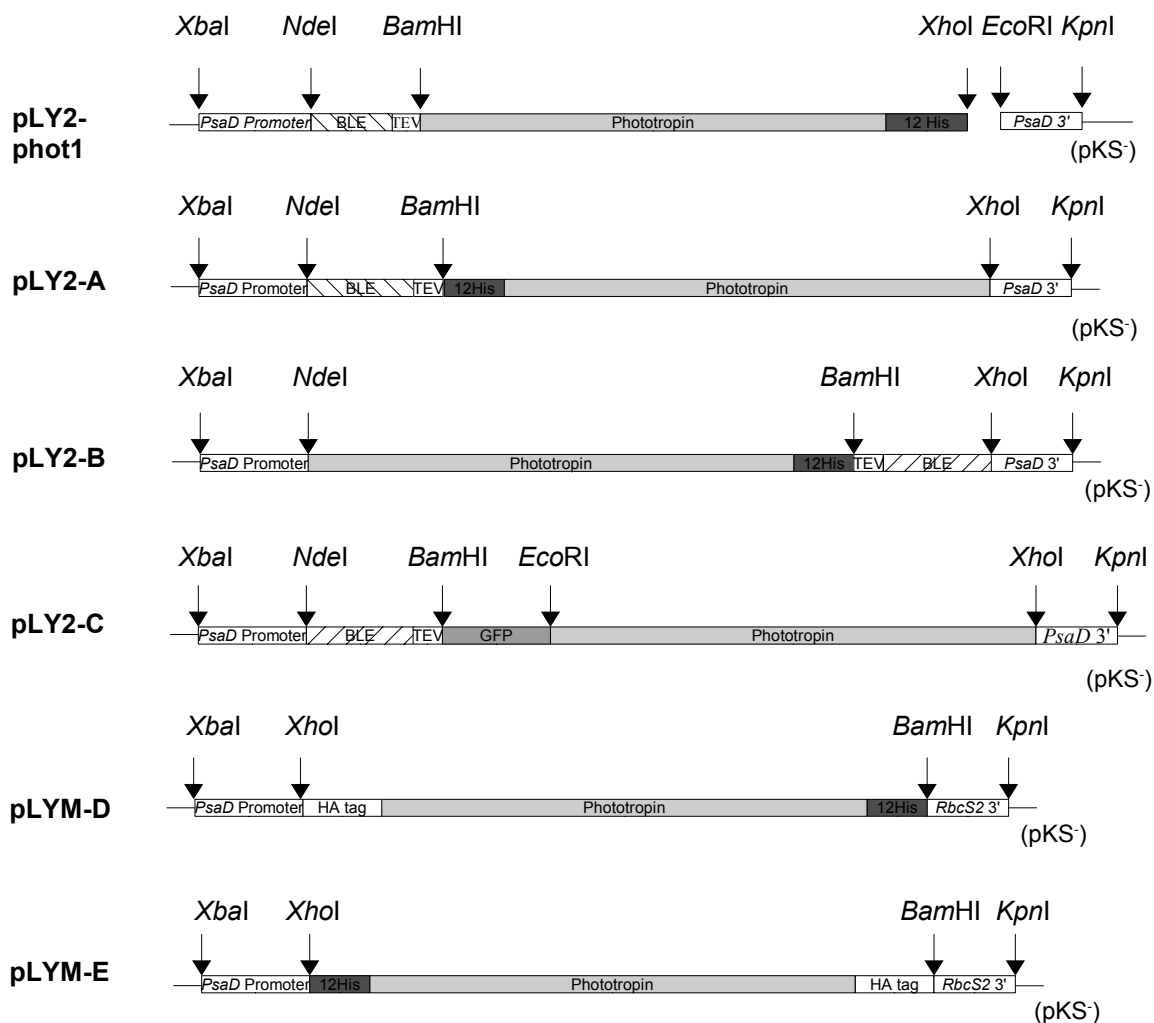 XbaI NdeI BamHI XhoI EcoRI KpnI
pLY2-
phot1
PsaD Promoter BLE TEV Phototropin 12 His PsaD 3'
(pKS-)
XbaI NdeI BamHI XhoI KpnI
pLY2-A
PsaD Promoter BLE TEV 12His Phototropin PsaD 3'
(pKS-)
XbaI NdeI BamHI XhoI KpnI
pLY2-B
PsaD Promoter Phototropin 12His TEV BLE PsaD 3'
(pKS-)
XbaI NdeI BamHI EcoRI XhoI KpnI
pLY2-C
PsaD Promoter BLE TEV GFP Phototropin PsaD 3'
(pKS-)
XbaI XhoI BamHI KpnI
pLYM-D
PsaD Promoter HA tag Phototropin 12His RbcS2 3'
(pKS-)
XbaI XhoI BamHI KpnI
pLYM-E
PsaD Promoter 12His Phototropin HA tag RbcS2 3'
(pKS-)